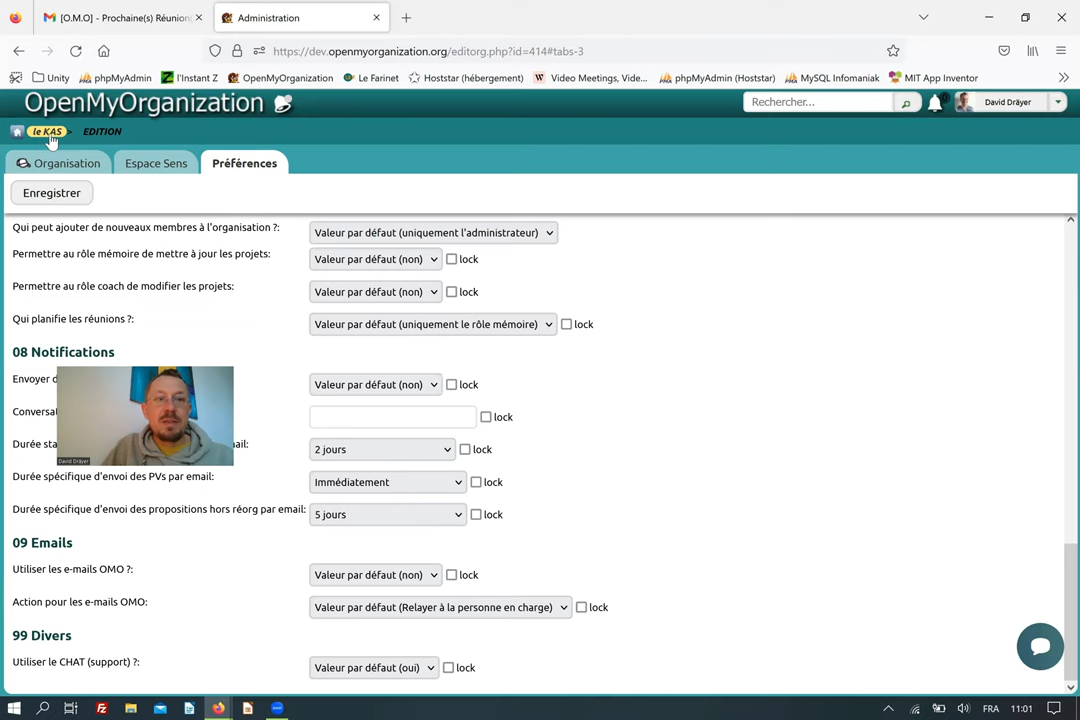 [O.M.O] - Prochaine(s) Réunion
Administration
https://dev.openmyorganization.org/editorg.php?id=414#tabs-3
Unity
phpMyAdmin
l'Instant Z
OpenMyOrganization
Le Farinet
Hoststar (hébergement)
Video Meetings, Vide...
phpMyAdmin (Hoststar)
MySQL Infomaniak
MIT App Inventor
OpenMyOrganization
Rechercher...
David Dräyer
le KAS
EDITION
Organisation
Espace Sens
Préférences
Enregistrer
Qui peut ajouter de nouveaux membres à l'organisation ?:
Valeur par défaut (uniquement l'administrateur)
Permettre au rôle mémoire de mettre à jour les projets:
Valeur par défaut (non)
lock
Permettre au rôle coach de modifier les projets:
Valeur par défaut (non)
lock
Qui planifie les réunions ?:
Valeur par défaut (uniquement le rôle mémoire)
lock
08 Notifications
Envoyer
Valeur par défaut (non)
lock
lock
Durée
2 jours
lock
Durée spécifique d'envoi des PVs par email:
Immédiatement
lock
Durée spécifique d'envoi des propositions hors réorg par email:
5 jours
lock
09 Emails
Utiliser les e-mails OMO ?:
Valeur par défaut (non)
lock
Action pour les e-mails OMO:
Valeur par défaut (Relayer à la personne en charge)
lock
99 Divers
Utiliser le CHAT (support) ?:
Valeur par défaut (oui)
lock
David Dräyer
FRA
11:01